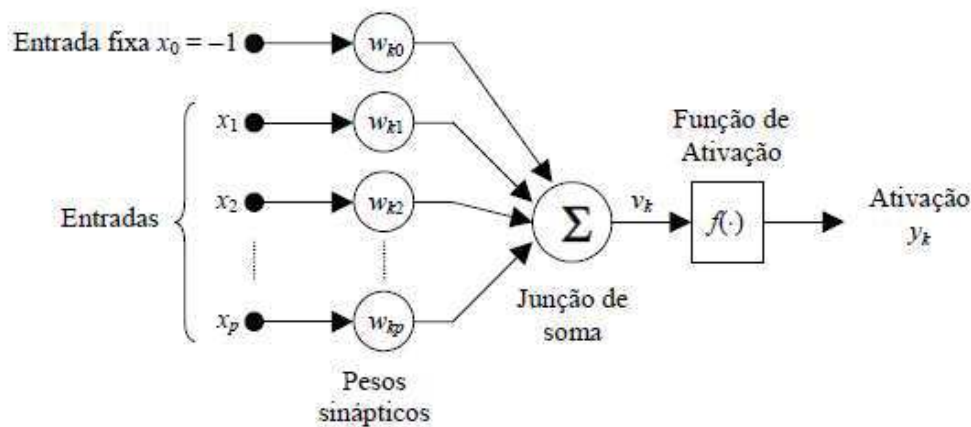 Entrada fixa x₀ = –1
wₖ₀
x₁
wₖ₁
Entradas
x₂
wₖ₂
xₚ
wₖₚ
Pesos
sinápticos
Σ
Junção de
soma
vₖ
Função de
Ativação
f(·)
Ativação
yₖ